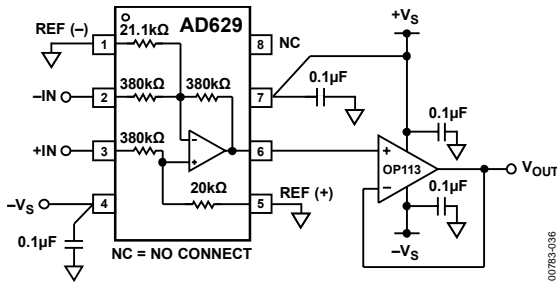 REF (–)
21.1kΩ
AD629
1
8
NC
+VS
–IN
380kΩ
380kΩ
2
7
0.1µF
0.1µF
+IN
380kΩ
3
–
+
6
+
–
OP113
VOUT
–VS
4
20kΩ
5
REF (+)
0.1µF
0.1µF
–VS
NC = NO CONNECT
00783-036